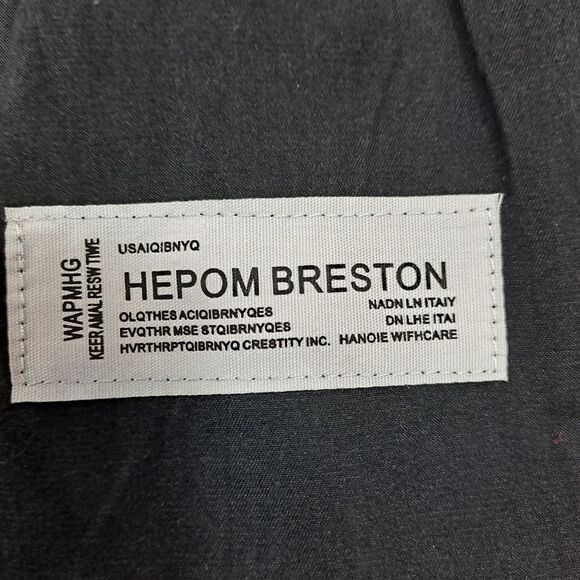 WAPMHG
KEERAMAL RESW TIWE
USAIQIBNYQ
HEPOM BRESTON
OLQTHES ACIQIBRNYQES
EVQTHR MSE STQIBRNYQES
HVRTHRPTQIBRNYQ CRESTITY INC.
NADN LN ITAIY
DN LHE ITAI
HANOIE WIFHCARE